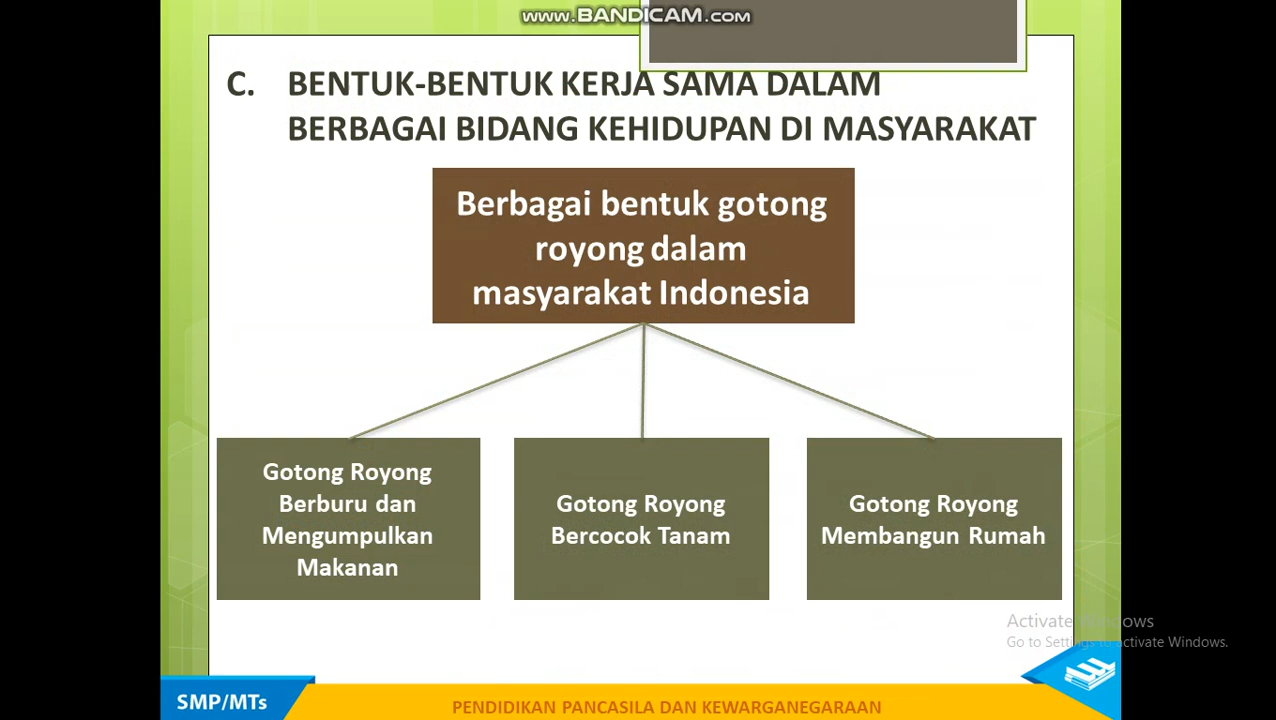 www.BANDICAM.com
C. BENTUK-BENTUK KERJA SAMA DALAM
BERBAGAI BIDANG KEHIDUPAN DI MASYARAKAT
Berbagai bentuk gotong
royong dalam
masyarakat Indonesia
Gotong Royong
Berburu dan
Mengumpulkan
Makanan
Gotong Royong
Bercocok Tanam
Gotong Royong
Membangun Rumah
Activate Windows
Go to Settings to activate Windows.
SMP/MTs
PENDIDIKAN PANCASILA DAN KEWARGANEGARAAN